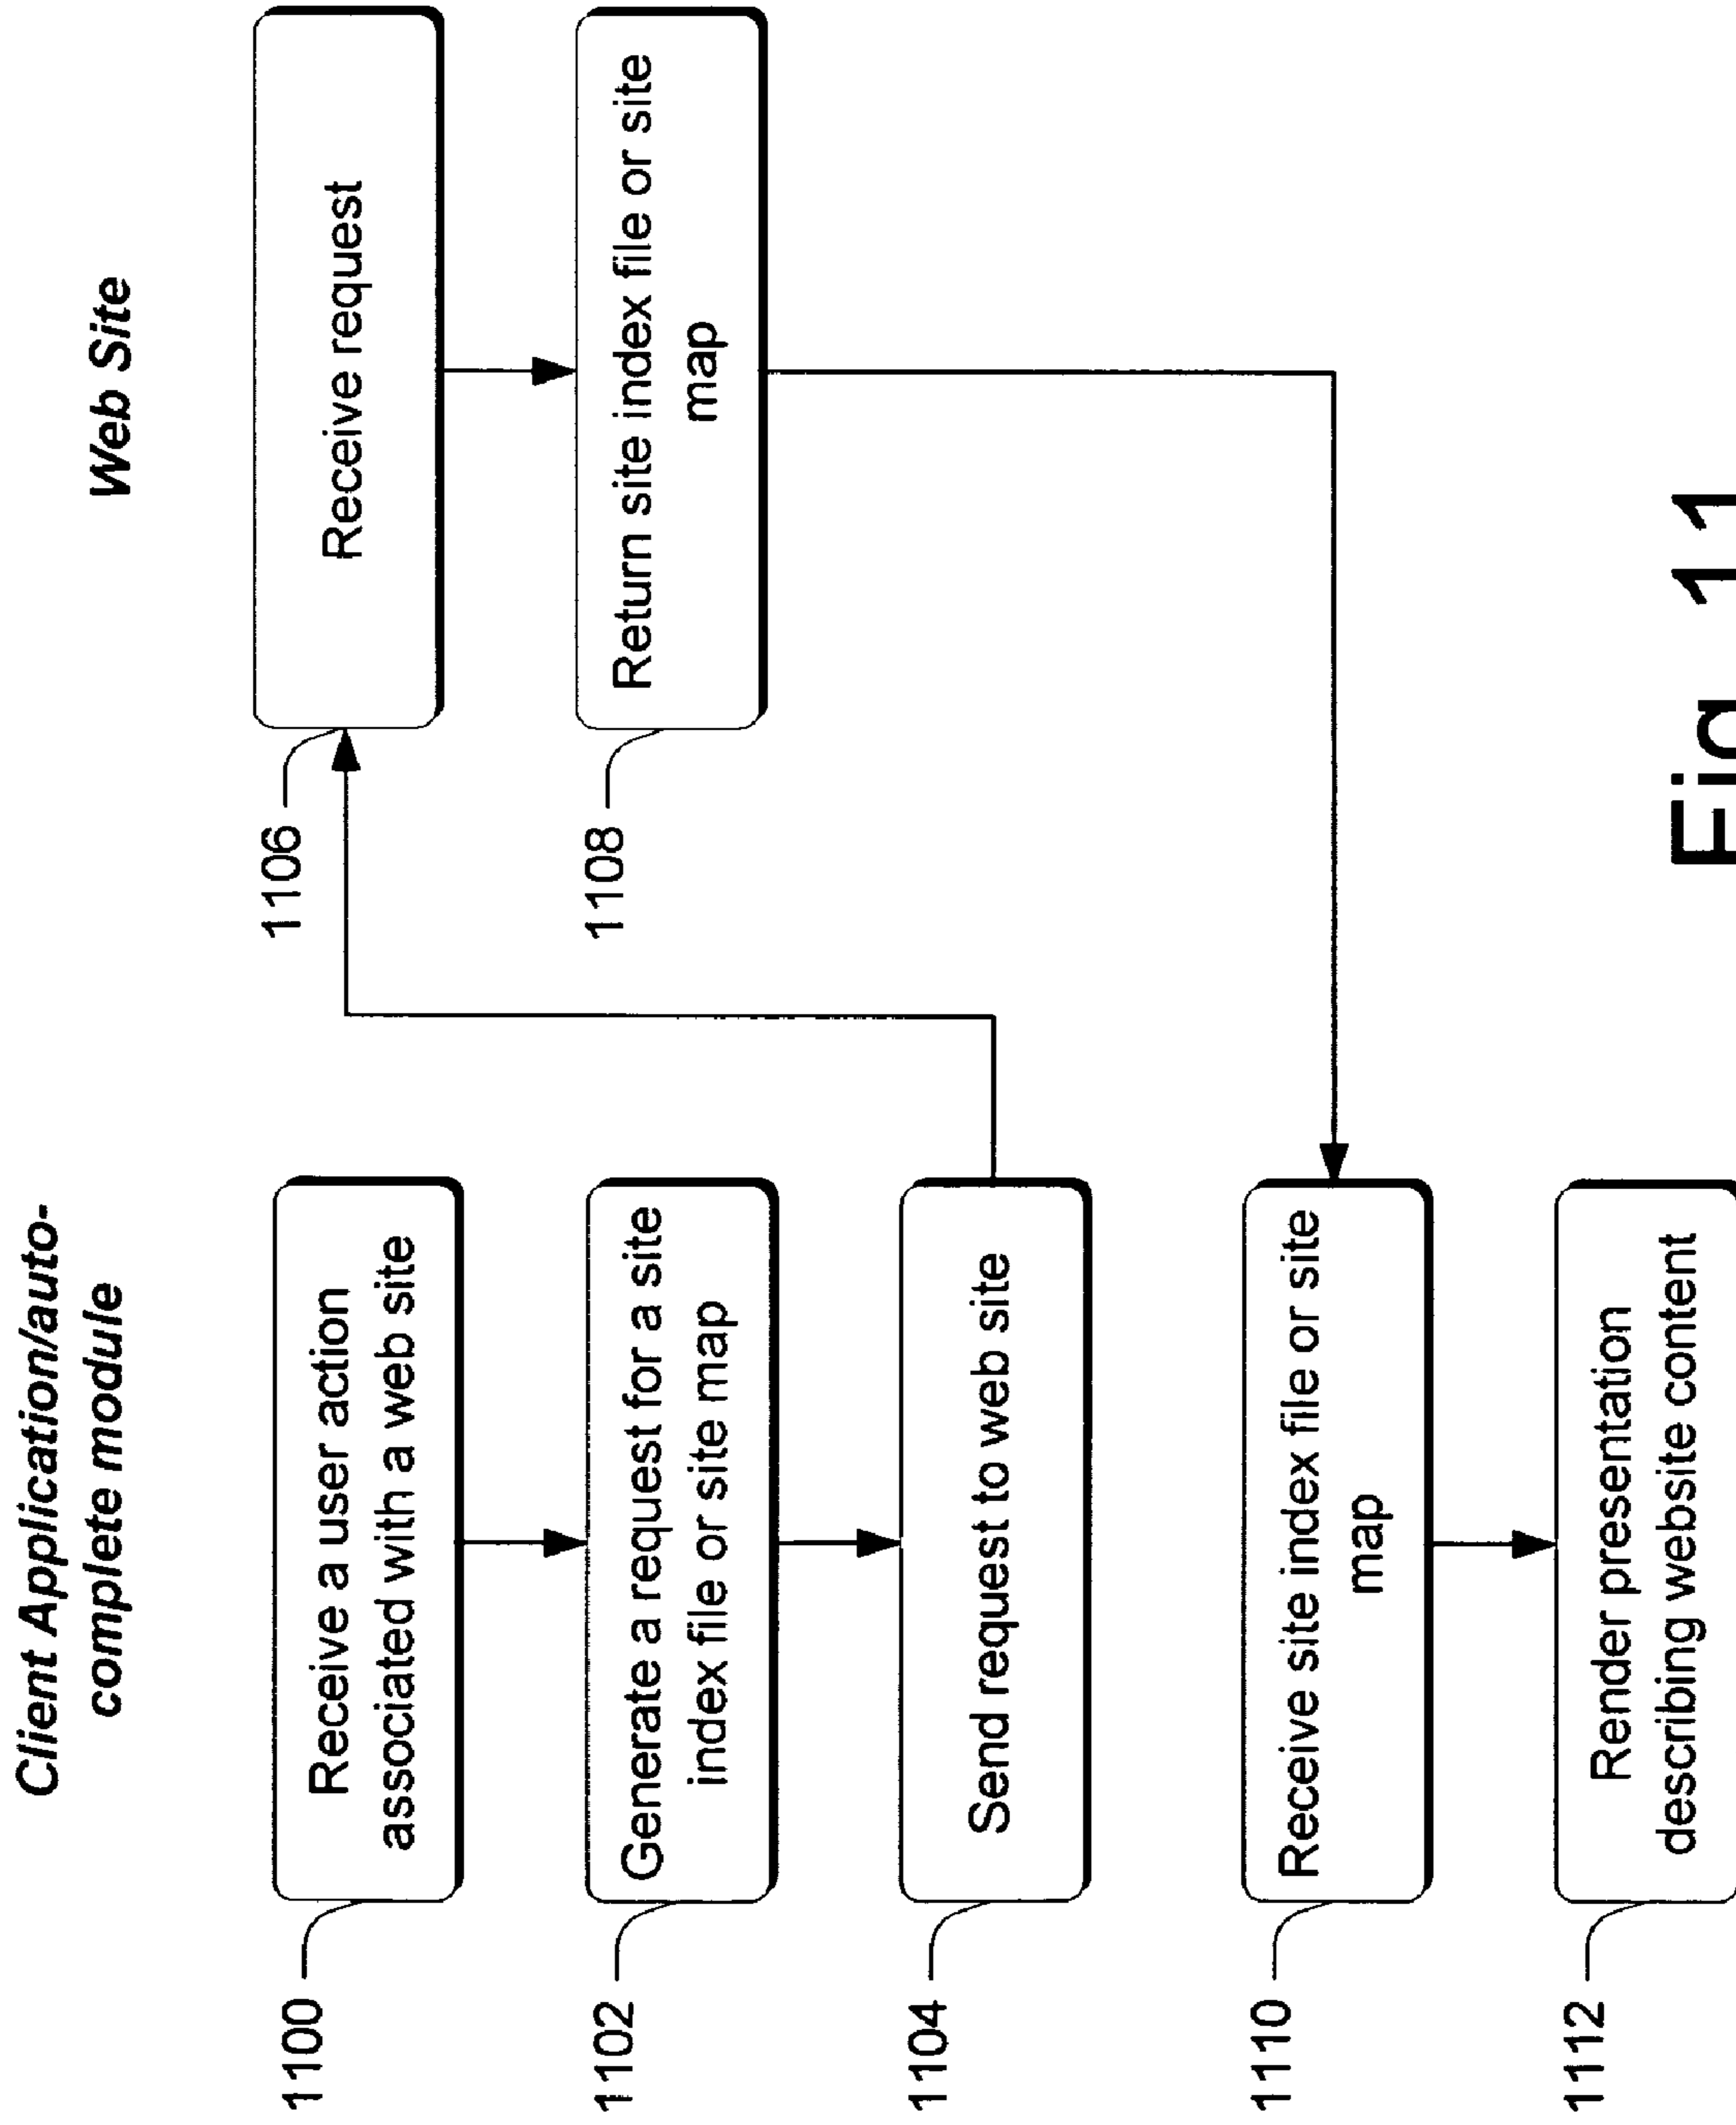 Client Application/auto-
complete module
Web Site
1100
Receive a user action
associated with a web site
1102
Generate a request for a site
index file or site map
1104
Send request to web site
1106
Receive request
1108
Return site index file or site
map
1110
Receive site index file or site
map
1112
Render presentation
describing website content
Fig. 11